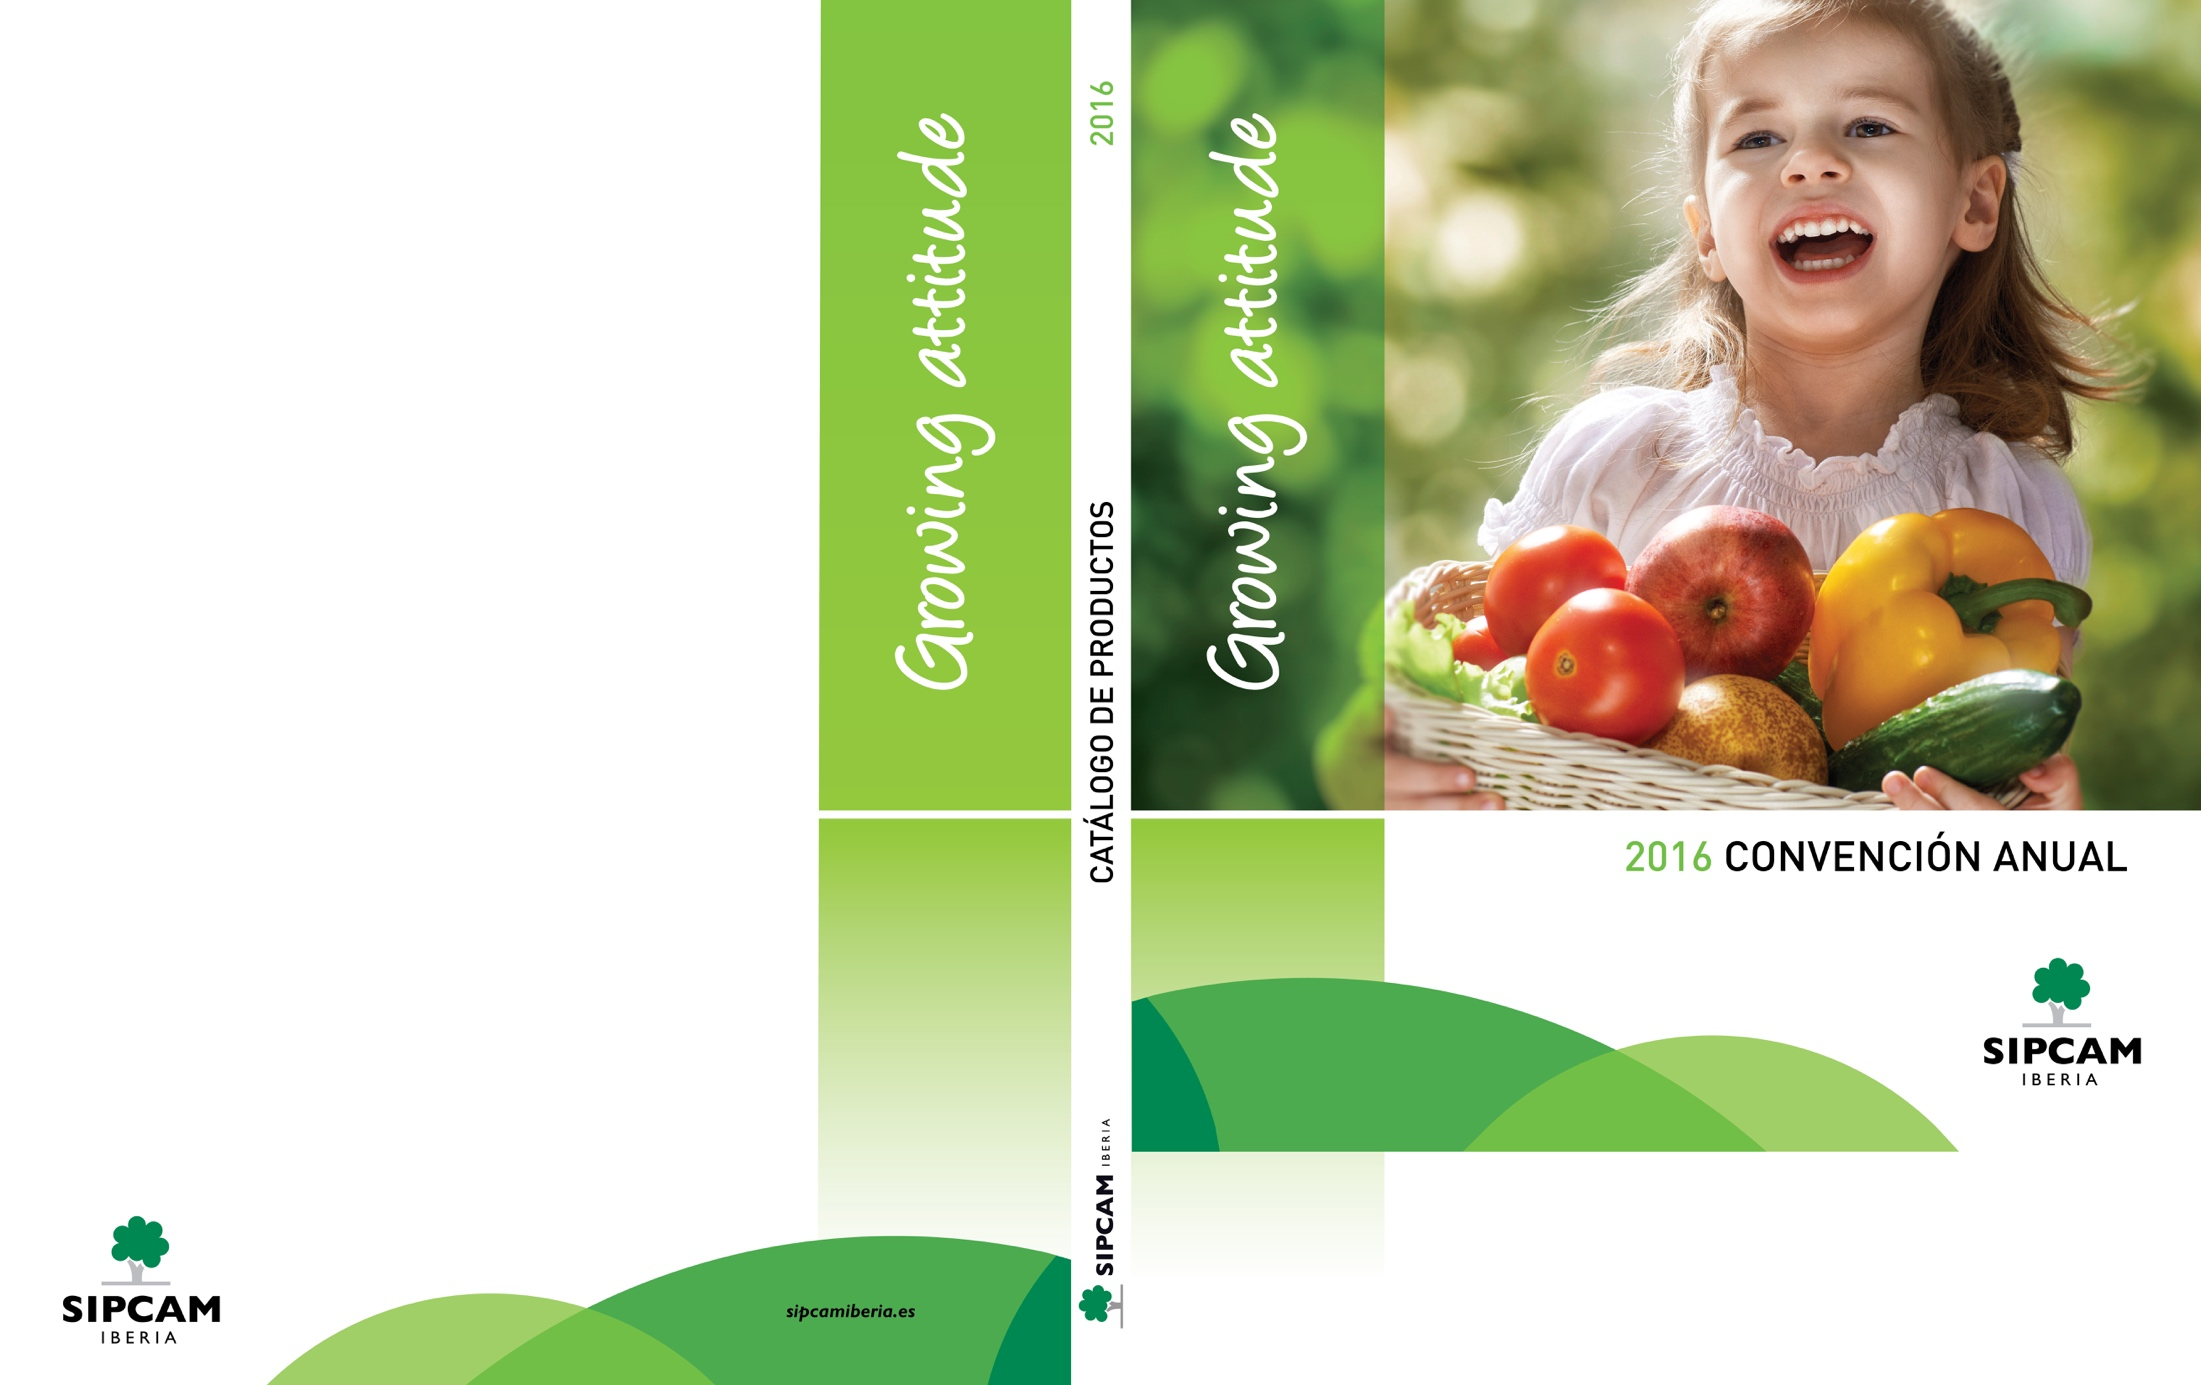 Growing attitude
SIPCAM
IBERIA
sipcamiberia.es
2016
CATÁLOGO DE PRODUCTOS
SIPCAM IBERIA
Growing attitude
2016 CONVENCIÓN ANUAL
SIPCAM
IBERIA